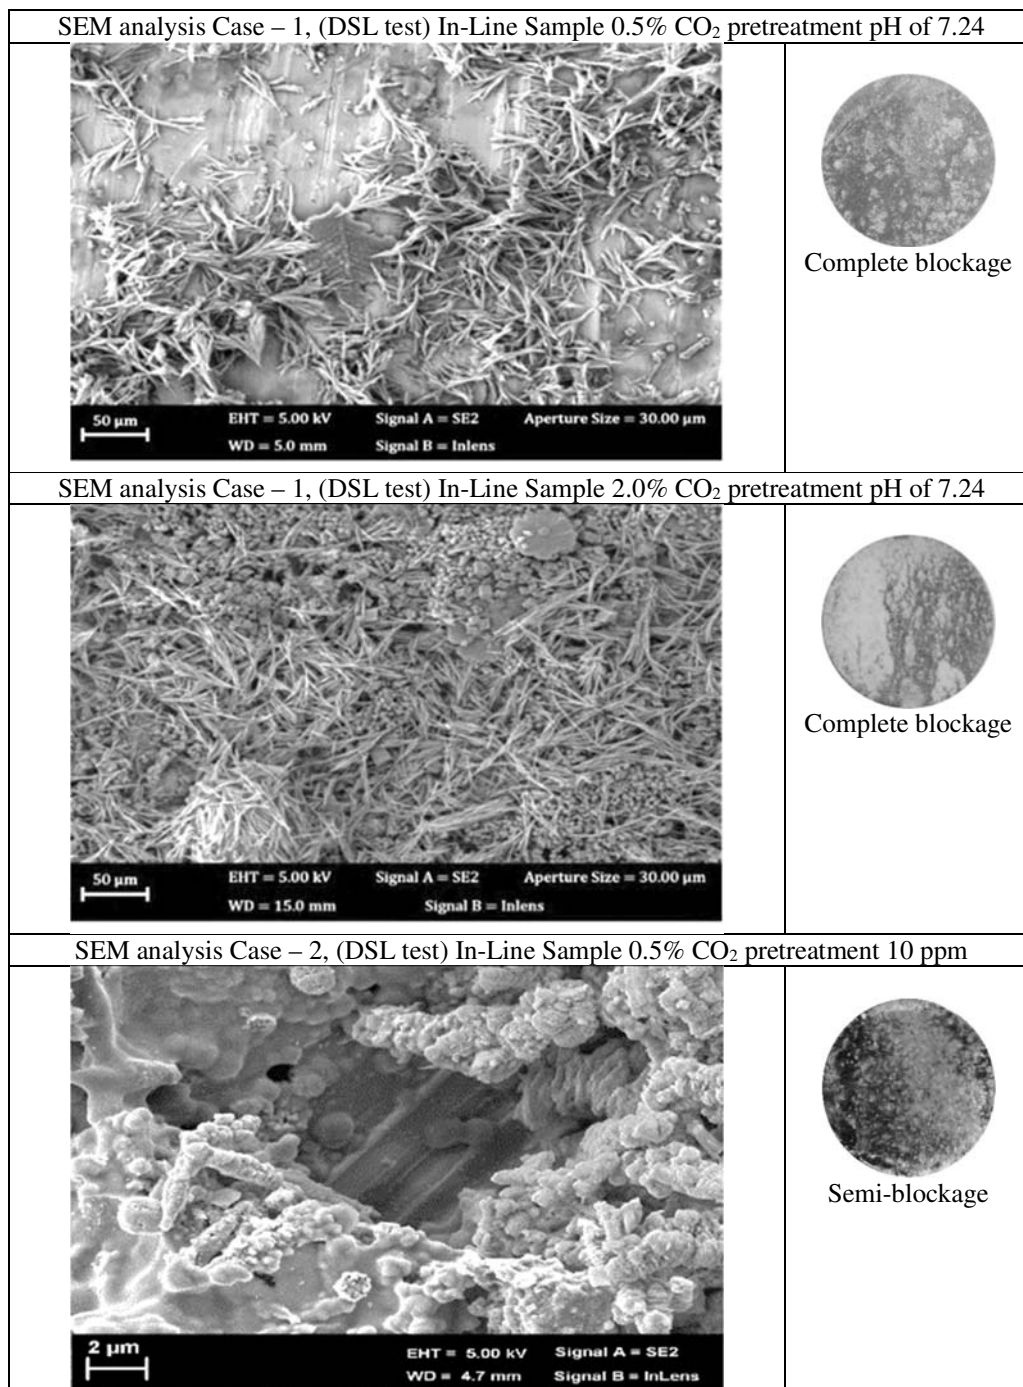 SEM analysis Case – 1, (DSL test) In-Line Sample 0.5% CO₂ pretreatment pH of 7.24
Complete blockage
50 µm
EHT = 5.00 kV Signal A = SE2 Aperture Size = 30.00 µm
WD = 5.0 mm Signal B = Inlens
SEM analysis Case – 1, (DSL test) In-Line Sample 2.0% CO₂ pretreatment pH of 7.24
Complete blockage
50 µm
EHT = 5.00 kV Signal A = SE2 Aperture Size = 30.00 µm
WD = 15.0 mm Signal B = Inlens
SEM analysis Case – 2, (DSL test) In-Line Sample 0.5% CO₂ pretreatment 10 ppm
Semi-blockage
2 µm
EHT = 5.00 kV Signal A = SE2
WD = 4.7 mm Signal B = InLens